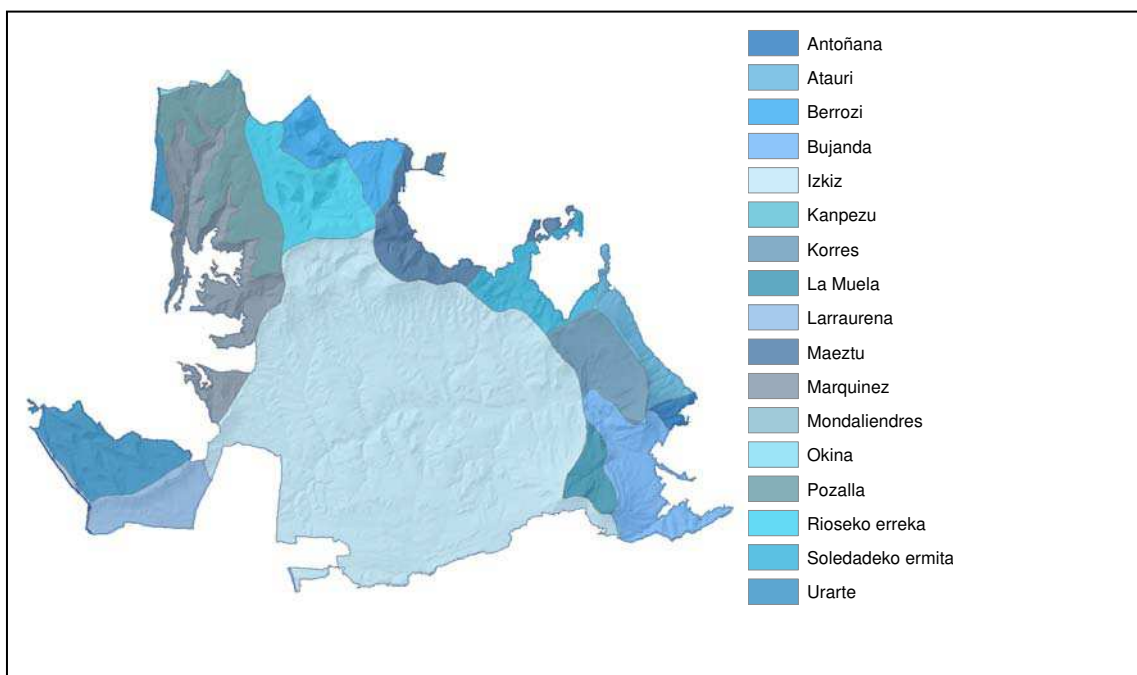 Antoñana
Atauri
Berrozi
Bujanda
Izkiz
Kanpezu
Korres
La Muela
Larraurena
Maeztu
Marquinez
Mondaliendres
Okina
Pozalla
Rioseko erreka
Soledadeko ermita
Urarte